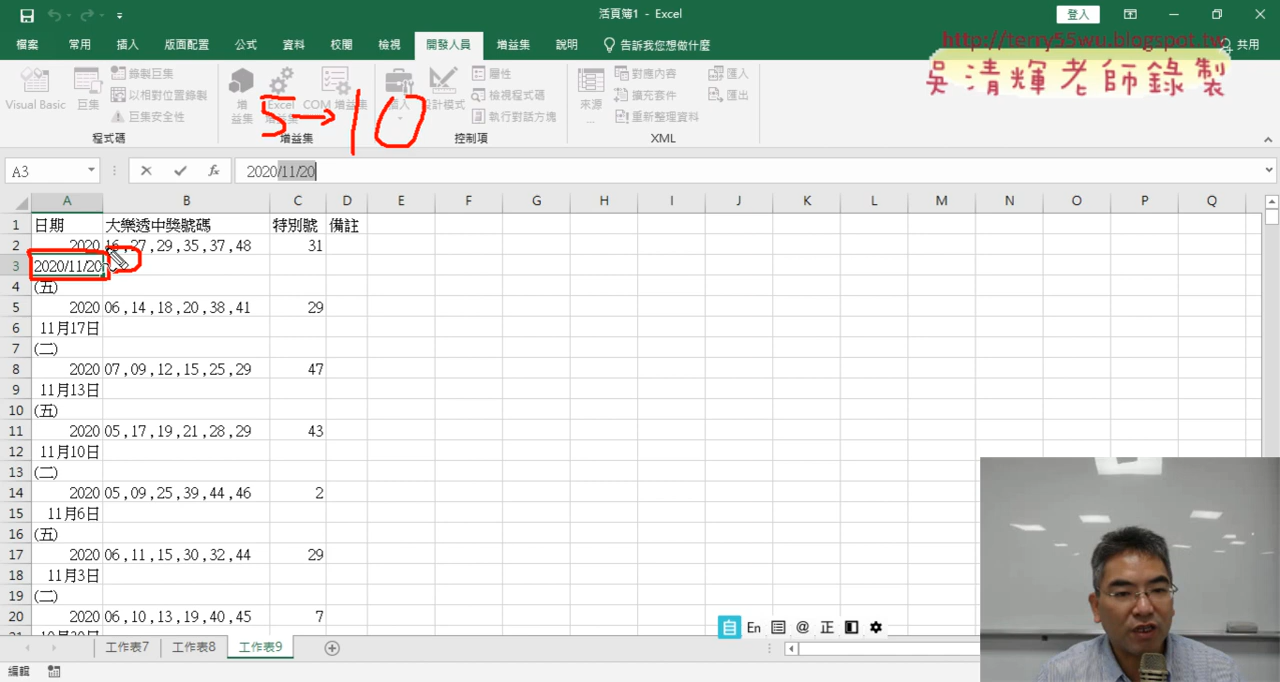 活頁簿1 - Excel
登入
檔案 常用 插入 版面配置 公式 資料 校閱 檢視 開發人員 增益集 說明 告訴我您想做什麼 共用
http://terry55wu.blogspot.tw
吳清輝老師錄製
Visual Basic
巨集
錄製巨集
以相對位置錄製
巨集安全性
程式碼
增益集
Excel 增益集
COM 增益集
增益集
插入
設計模式
屬性
檢視程式碼
執行對話方塊
控制項
來源
對應內容
擴充套件
重新整理資料
匯入
匯出
XML
5→10
A3
fx
2020/11/20
A B C D E F G H I J K L M N O P Q
1 日期 大樂透中獎號碼 特別號 備註
2 2020 16,27,29,35,37,48 31
3 2020/11/20
4 (五)
5 2020 06,14,18,20,38,41 29
6 11月17日
7 (二)
8 2020 07,09,12,15,25,29 47
9 11月13日
10 (五)
11 2020 05,17,19,21,28,29 43
12 11月10日
13 (二)
14 2020 05,09,25,39,44,46 2
15 11月6日
16 (五)
17 2020 06,11,15,30,32,44 29
18 11月3日
19 (二)
20 2020 06,10,13,19,40,45 7
En @ 正
工作表7 工作表8 工作表9
編輯